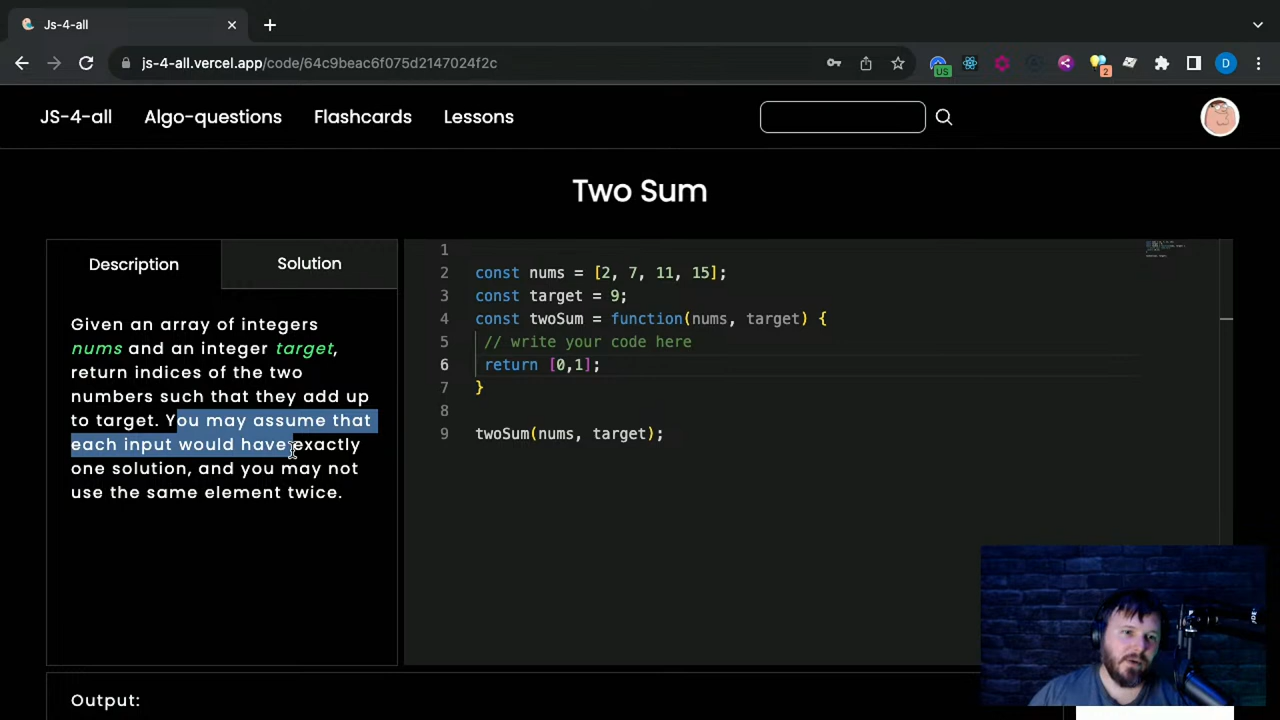 Js-4-all
js-4-all.vercel.app/code/64c9beac6f075d2147024f2c
US
2
D
JS-4-all
Algo-questions
Flashcards
Lessons
Two Sum
Description
Solution
Given an array of integers
nums and an integer target,
return indices of the two
numbers such that they add up
to target. You may assume that
each input would have exactly
one solution, and you may not
use the same element twice.
1
2 const nums = [2, 7, 11, 15];
3 const target = 9;
4 const twoSum = function(nums, target) {
5 // write your code here
6 return [0,1];
7 }
8
9 twoSum(nums, target);
Output: